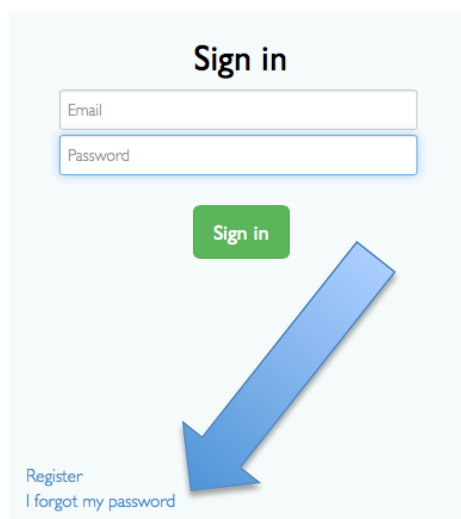 Sign in
Email
Password
Sign in
Register
I forgot my password